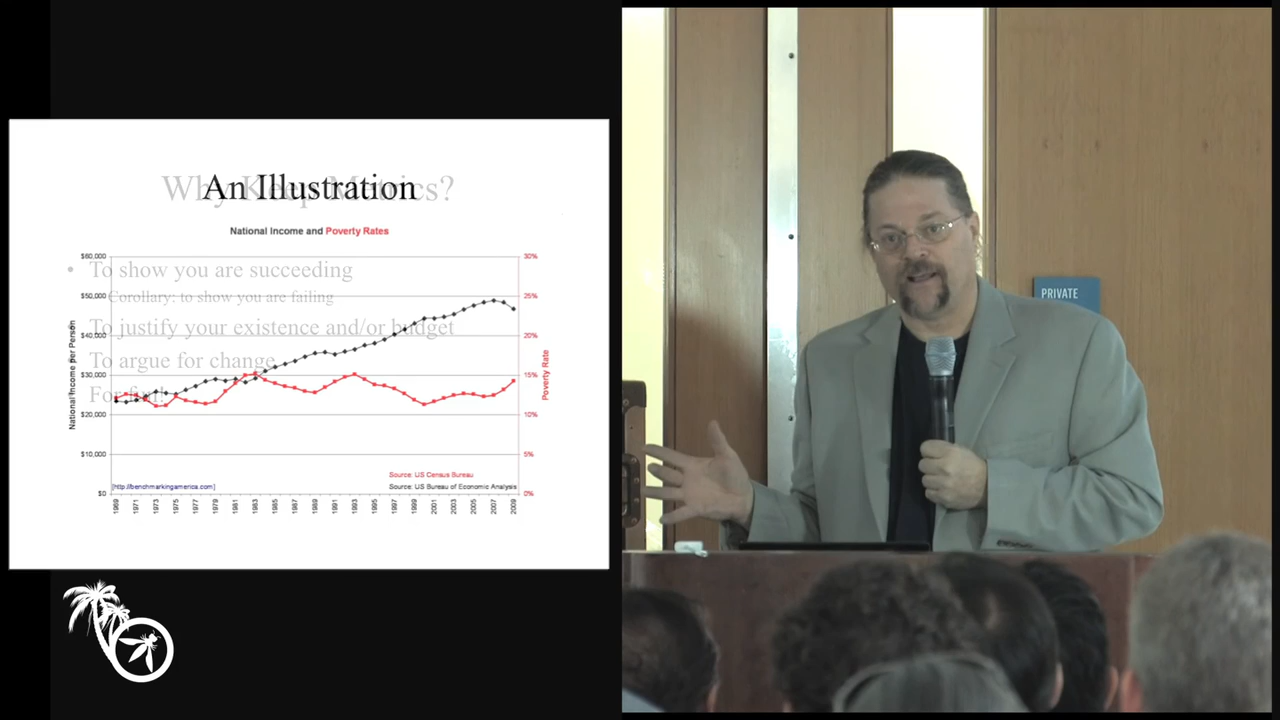 Why Keep Metrics?
An Illustration
National Income and Poverty Rates
To show you are succeeding
Corollary: to show you are failing
To justify your existence and/or budget
To argue for change
For fun!
National Income per Person
$60,000
$50,000
$40,000
$30,000
$20,000
$10,000
$0
30%
25%
20%
15%
10%
5%
0%
Poverty Rate
Source: US Census Bureau
[http://benchmarkingamerica.com]
Source: US Bureau of Economic Analysis
1969 1971 1973 1975 1977 1979 1981 1983 1985 1987 1989 1991 1993 1995 1997 1999 2001 2003 2005 2007 2009
PRIVATE